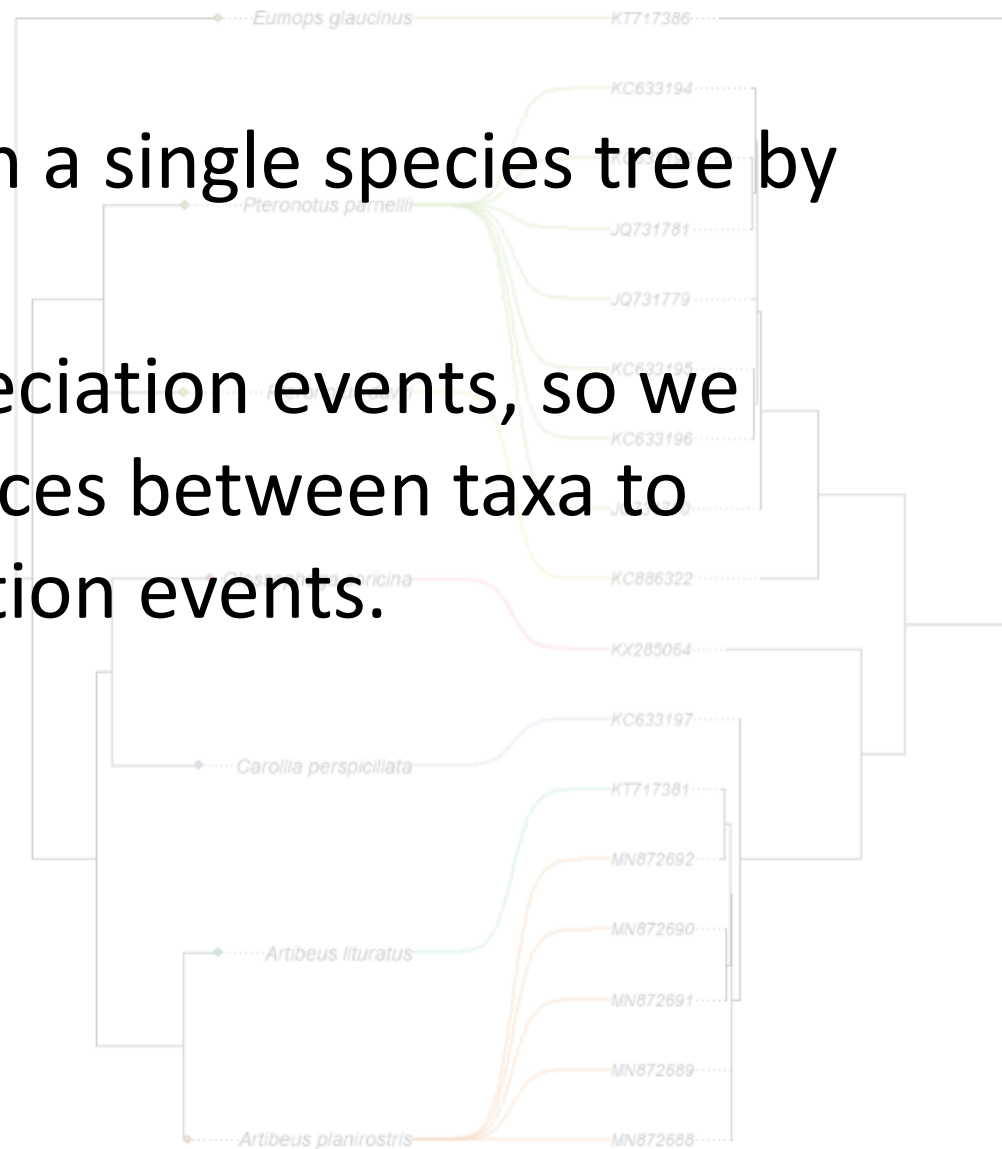 Eumops glaucinus KT717386
KC633194
n a single species tree by
Pteronotus parnellii
JQ731781
JQ731779
KC633195
eciation events, so we
KC633196
ces between taxa to
KC886322
tion events.
KX285064
KC633197
Carollia perspicillata
KT717381
MN872692
MN872690
Artibeus lituratus
MN872691
MN872689
Artibeus planirostris MN872688